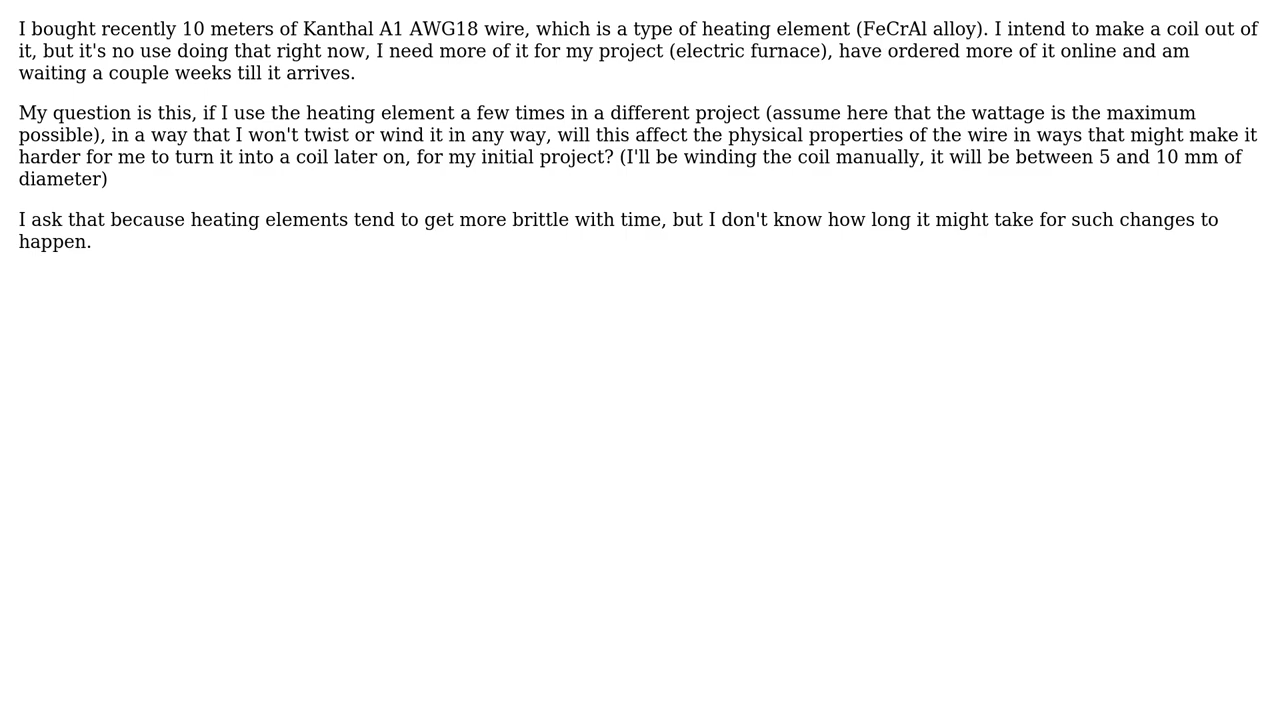 I bought recently 10 meters of Kanthal A1 AWG18 wire, which is a type of heating element (FeCrAl alloy). I intend to make a coil out of
it, but it's no use doing that right now, I need more of it for my project (electric furnace), have ordered more of it online and am
waiting a couple weeks till it arrives.
My question is this, if I use the heating element a few times in a different project (assume here that the wattage is the maximum
possible), in a way that I won't twist or wind it in any way, will this affect the physical properties of the wire in ways that might make it
harder for me to turn it into a coil later on, for my initial project? (I'll be winding the coil manually, it will be between 5 and 10 mm of
diameter)
I ask that because heating elements tend to get more brittle with time, but I don't know how long it might take for such changes to
happen.